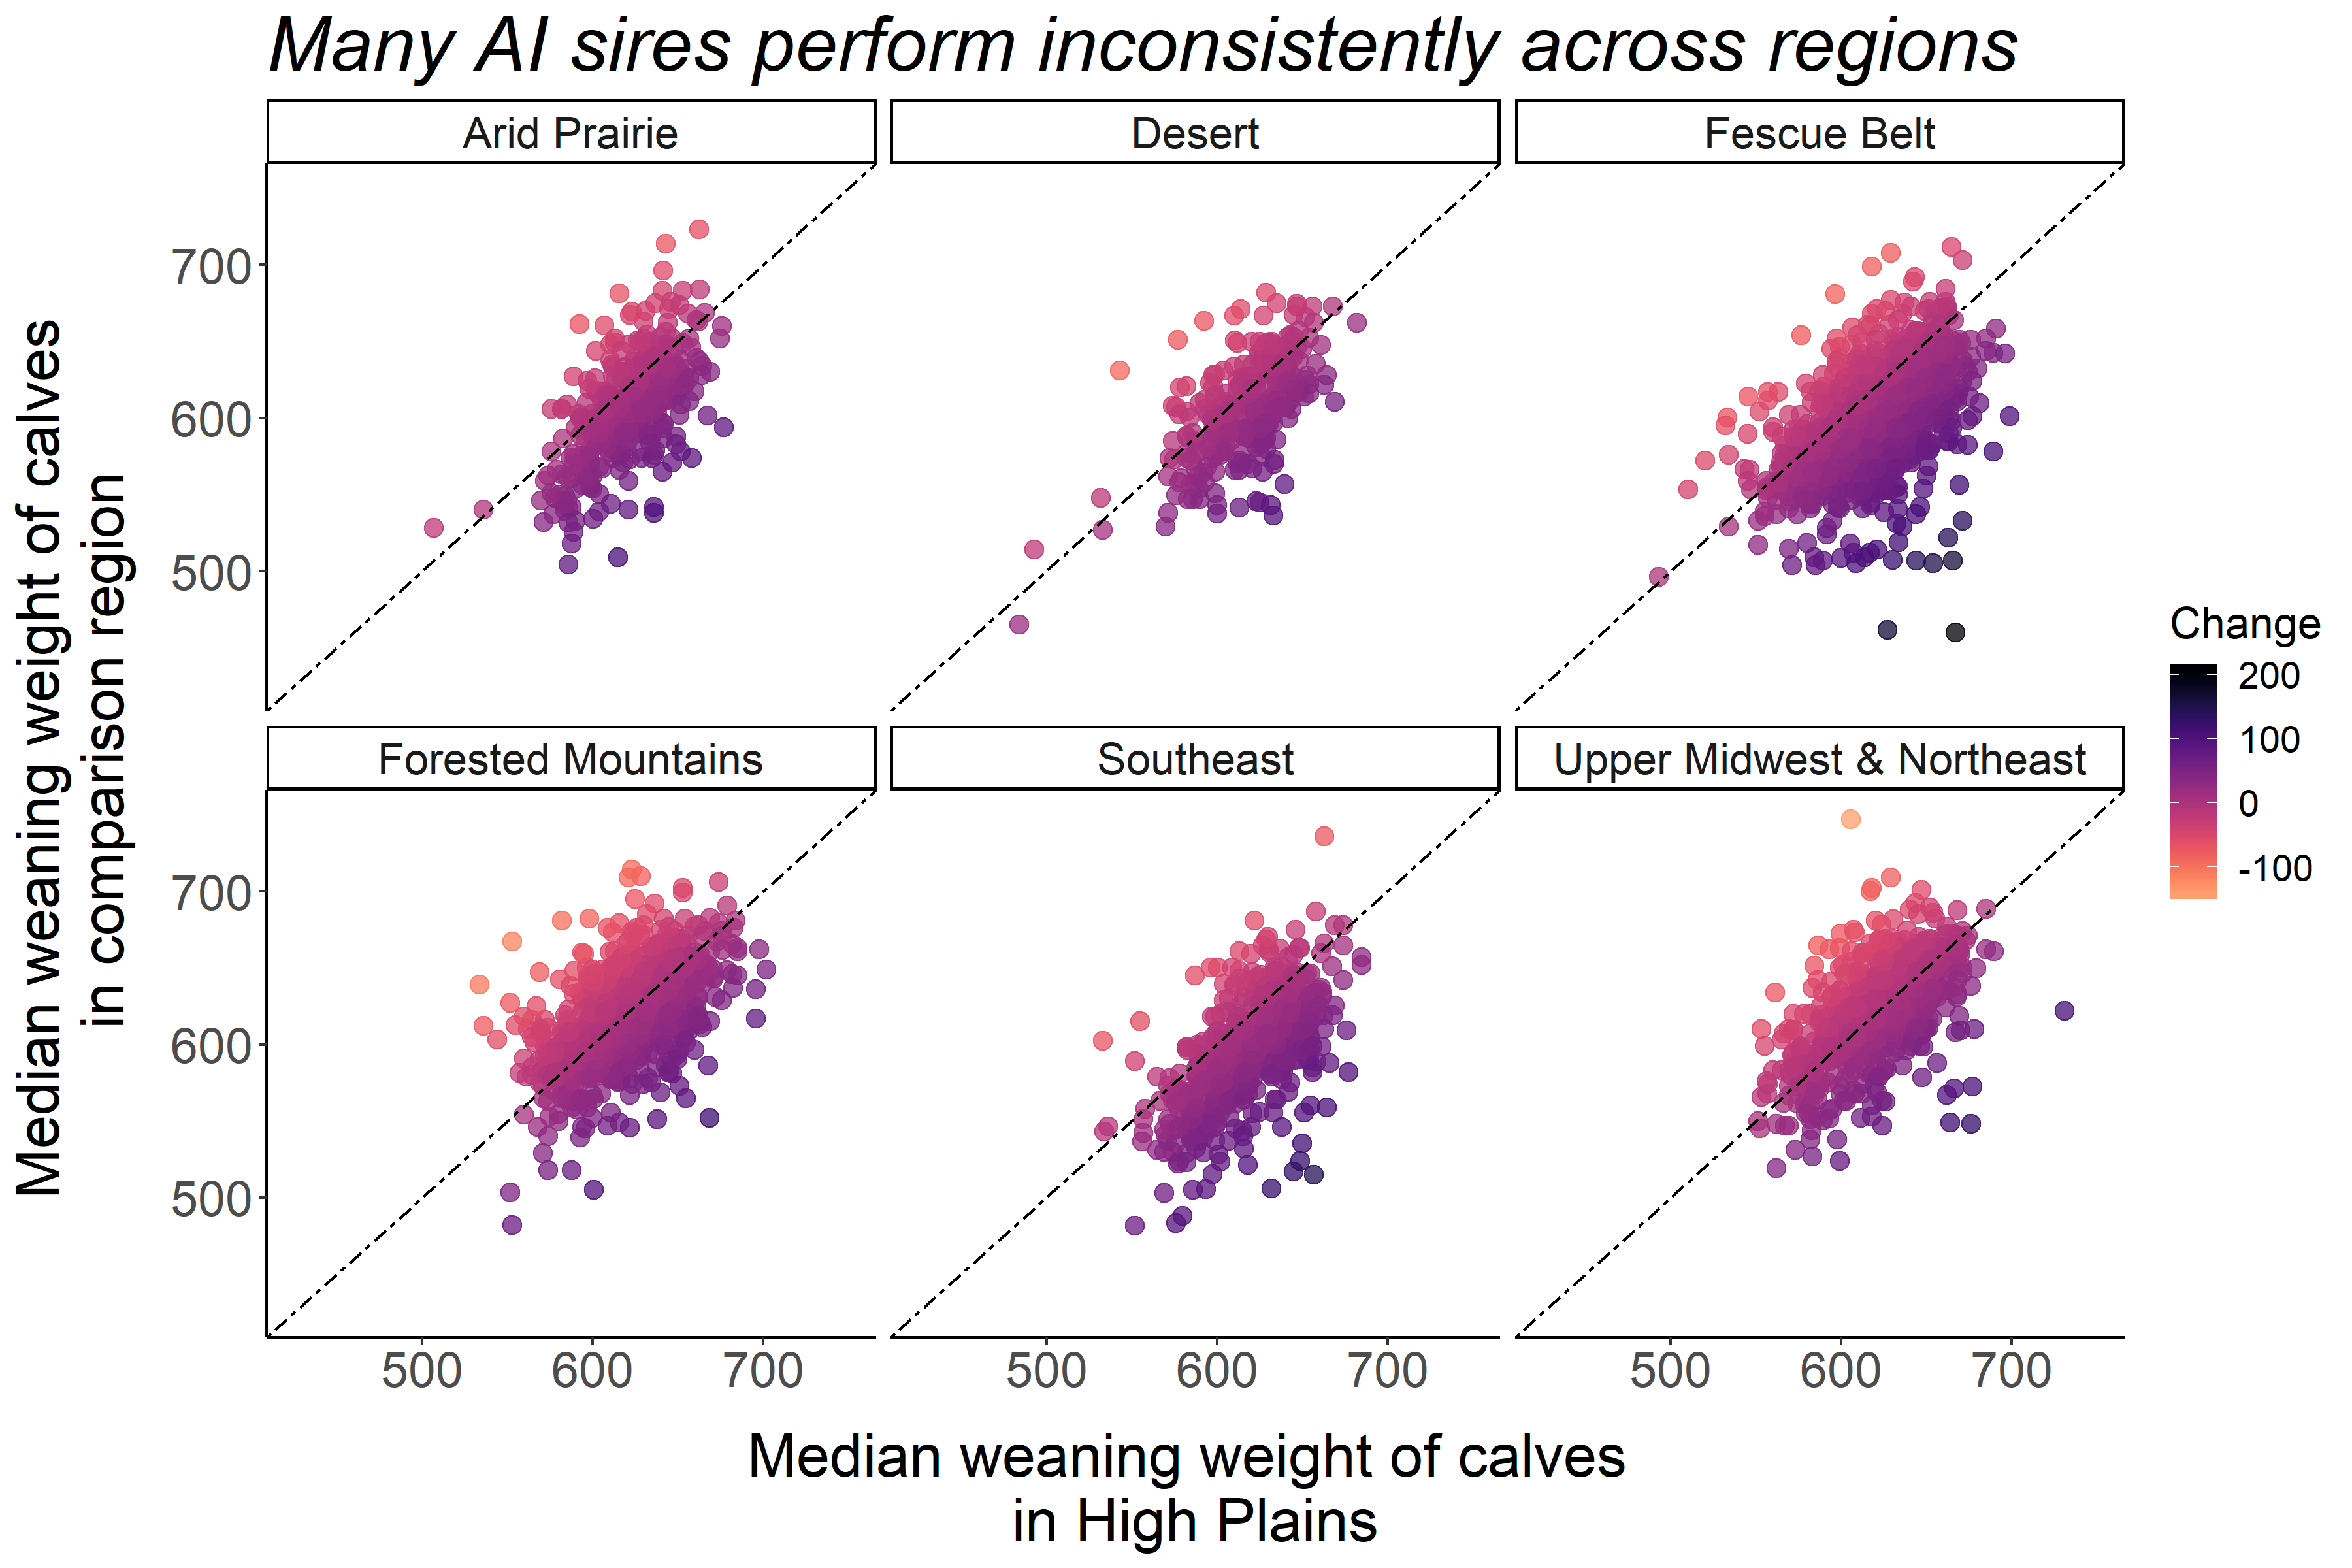 Many AI sires perform inconsistently across regions
Arid Prairie
Desert
Fescue Belt
700
600
500
Forested Mountains
Southeast
Upper Midwest & Northeast
700
600
500
500
600
700
500
600
700
500
600
700
Median weaning weight of calves
in comparison region
Median weaning weight of calves
in High Plains
Change
200
100
0
-100